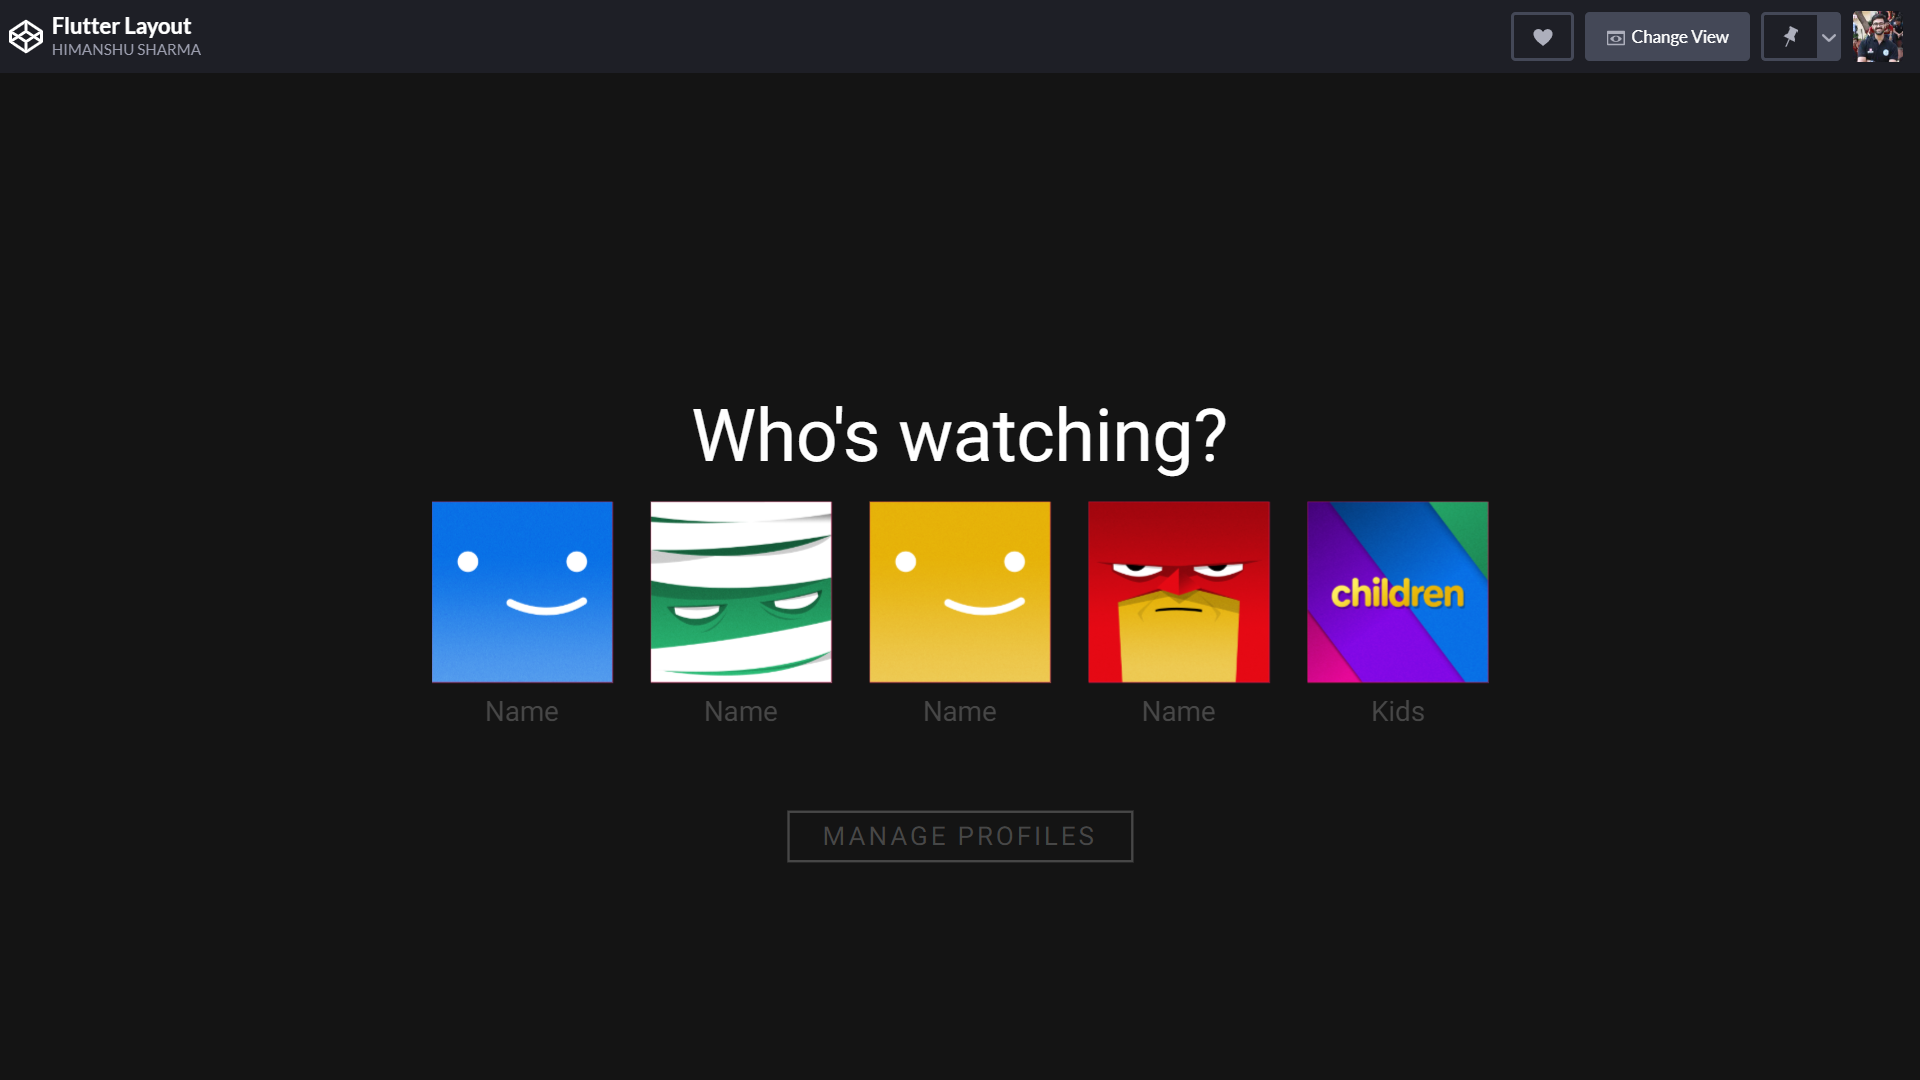 Flutter Layout
HIMANSHU SHARMA
Change View
Who's watching?
children
Name
Name
Name
Name
Kids
MANAGE PROFILES